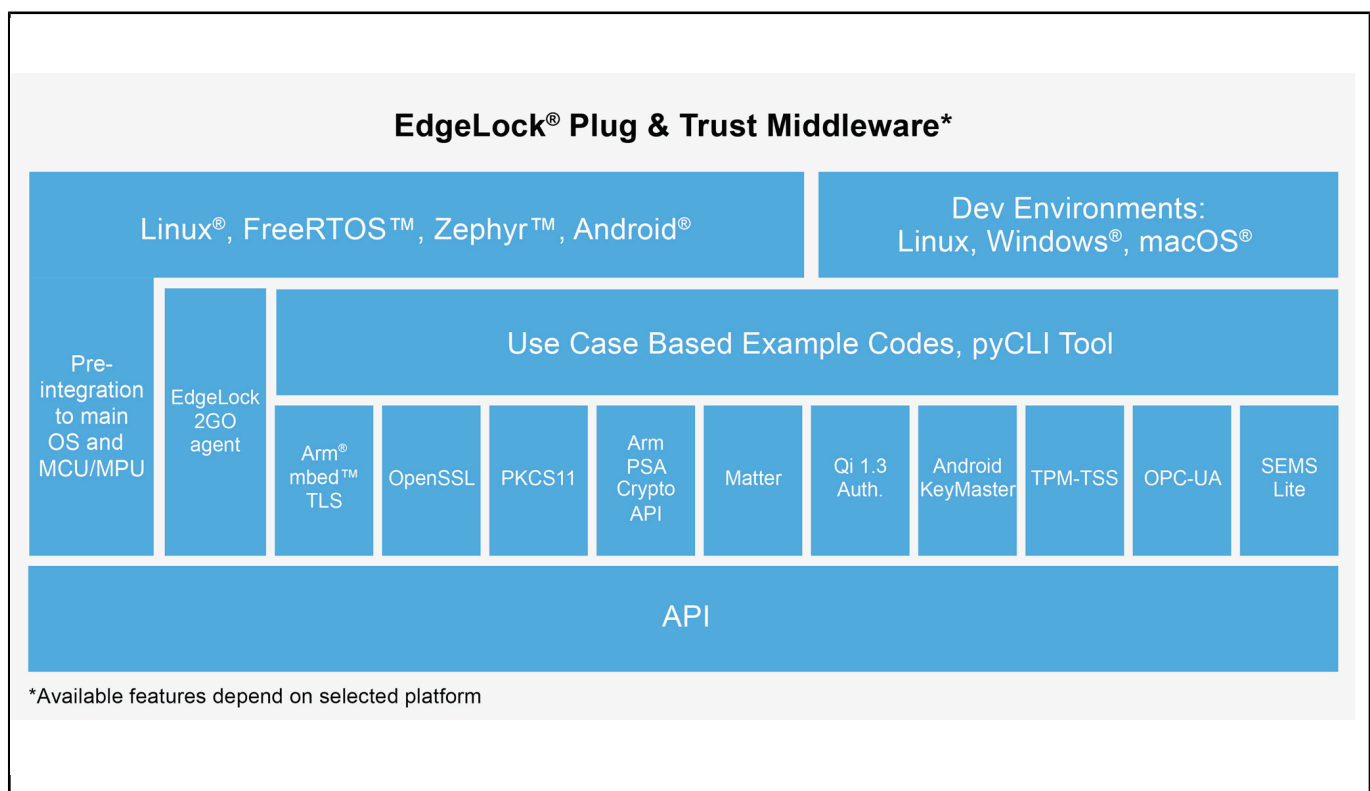 EdgeLock® Plug & Trust Middleware*
Linux®, FreeRTOS™, Zephyr™, Android®
Dev Environments:
Linux, Windows®, macOS®
Pre-
integration
to main
OS and
MCU/MPU
EdgeLock
2GO
agent
Use Case Based Example Codes, pyCLI Tool
Arm®
mbed™
TLS
OpenSSL
PKCS11
Arm
PSA
Crypto
API
Matter
Qi 1.3
Auth.
Android
KeyMaster
TPM-TSS
OPC-UA
SEMS
Lite
API
*Available features depend on selected platform